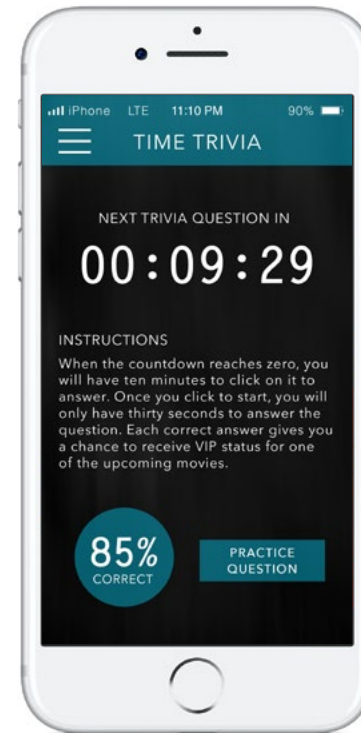 iPhone LTE 11:10 PM 90%
TIME TRIVIA
NEXT TRIVIA QUESTION IN
00:09:29
INSTRUCTIONS
When the countdown reaches zero, you
will have ten minutes to click on it to
answer. Once you click to start, you will
only have thirty seconds to answer the
question. Each correct answer gives you
a chance to receive VIP status for one
of the upcoming movies.
85%
CORRECT
PRACTICE
QUESTION